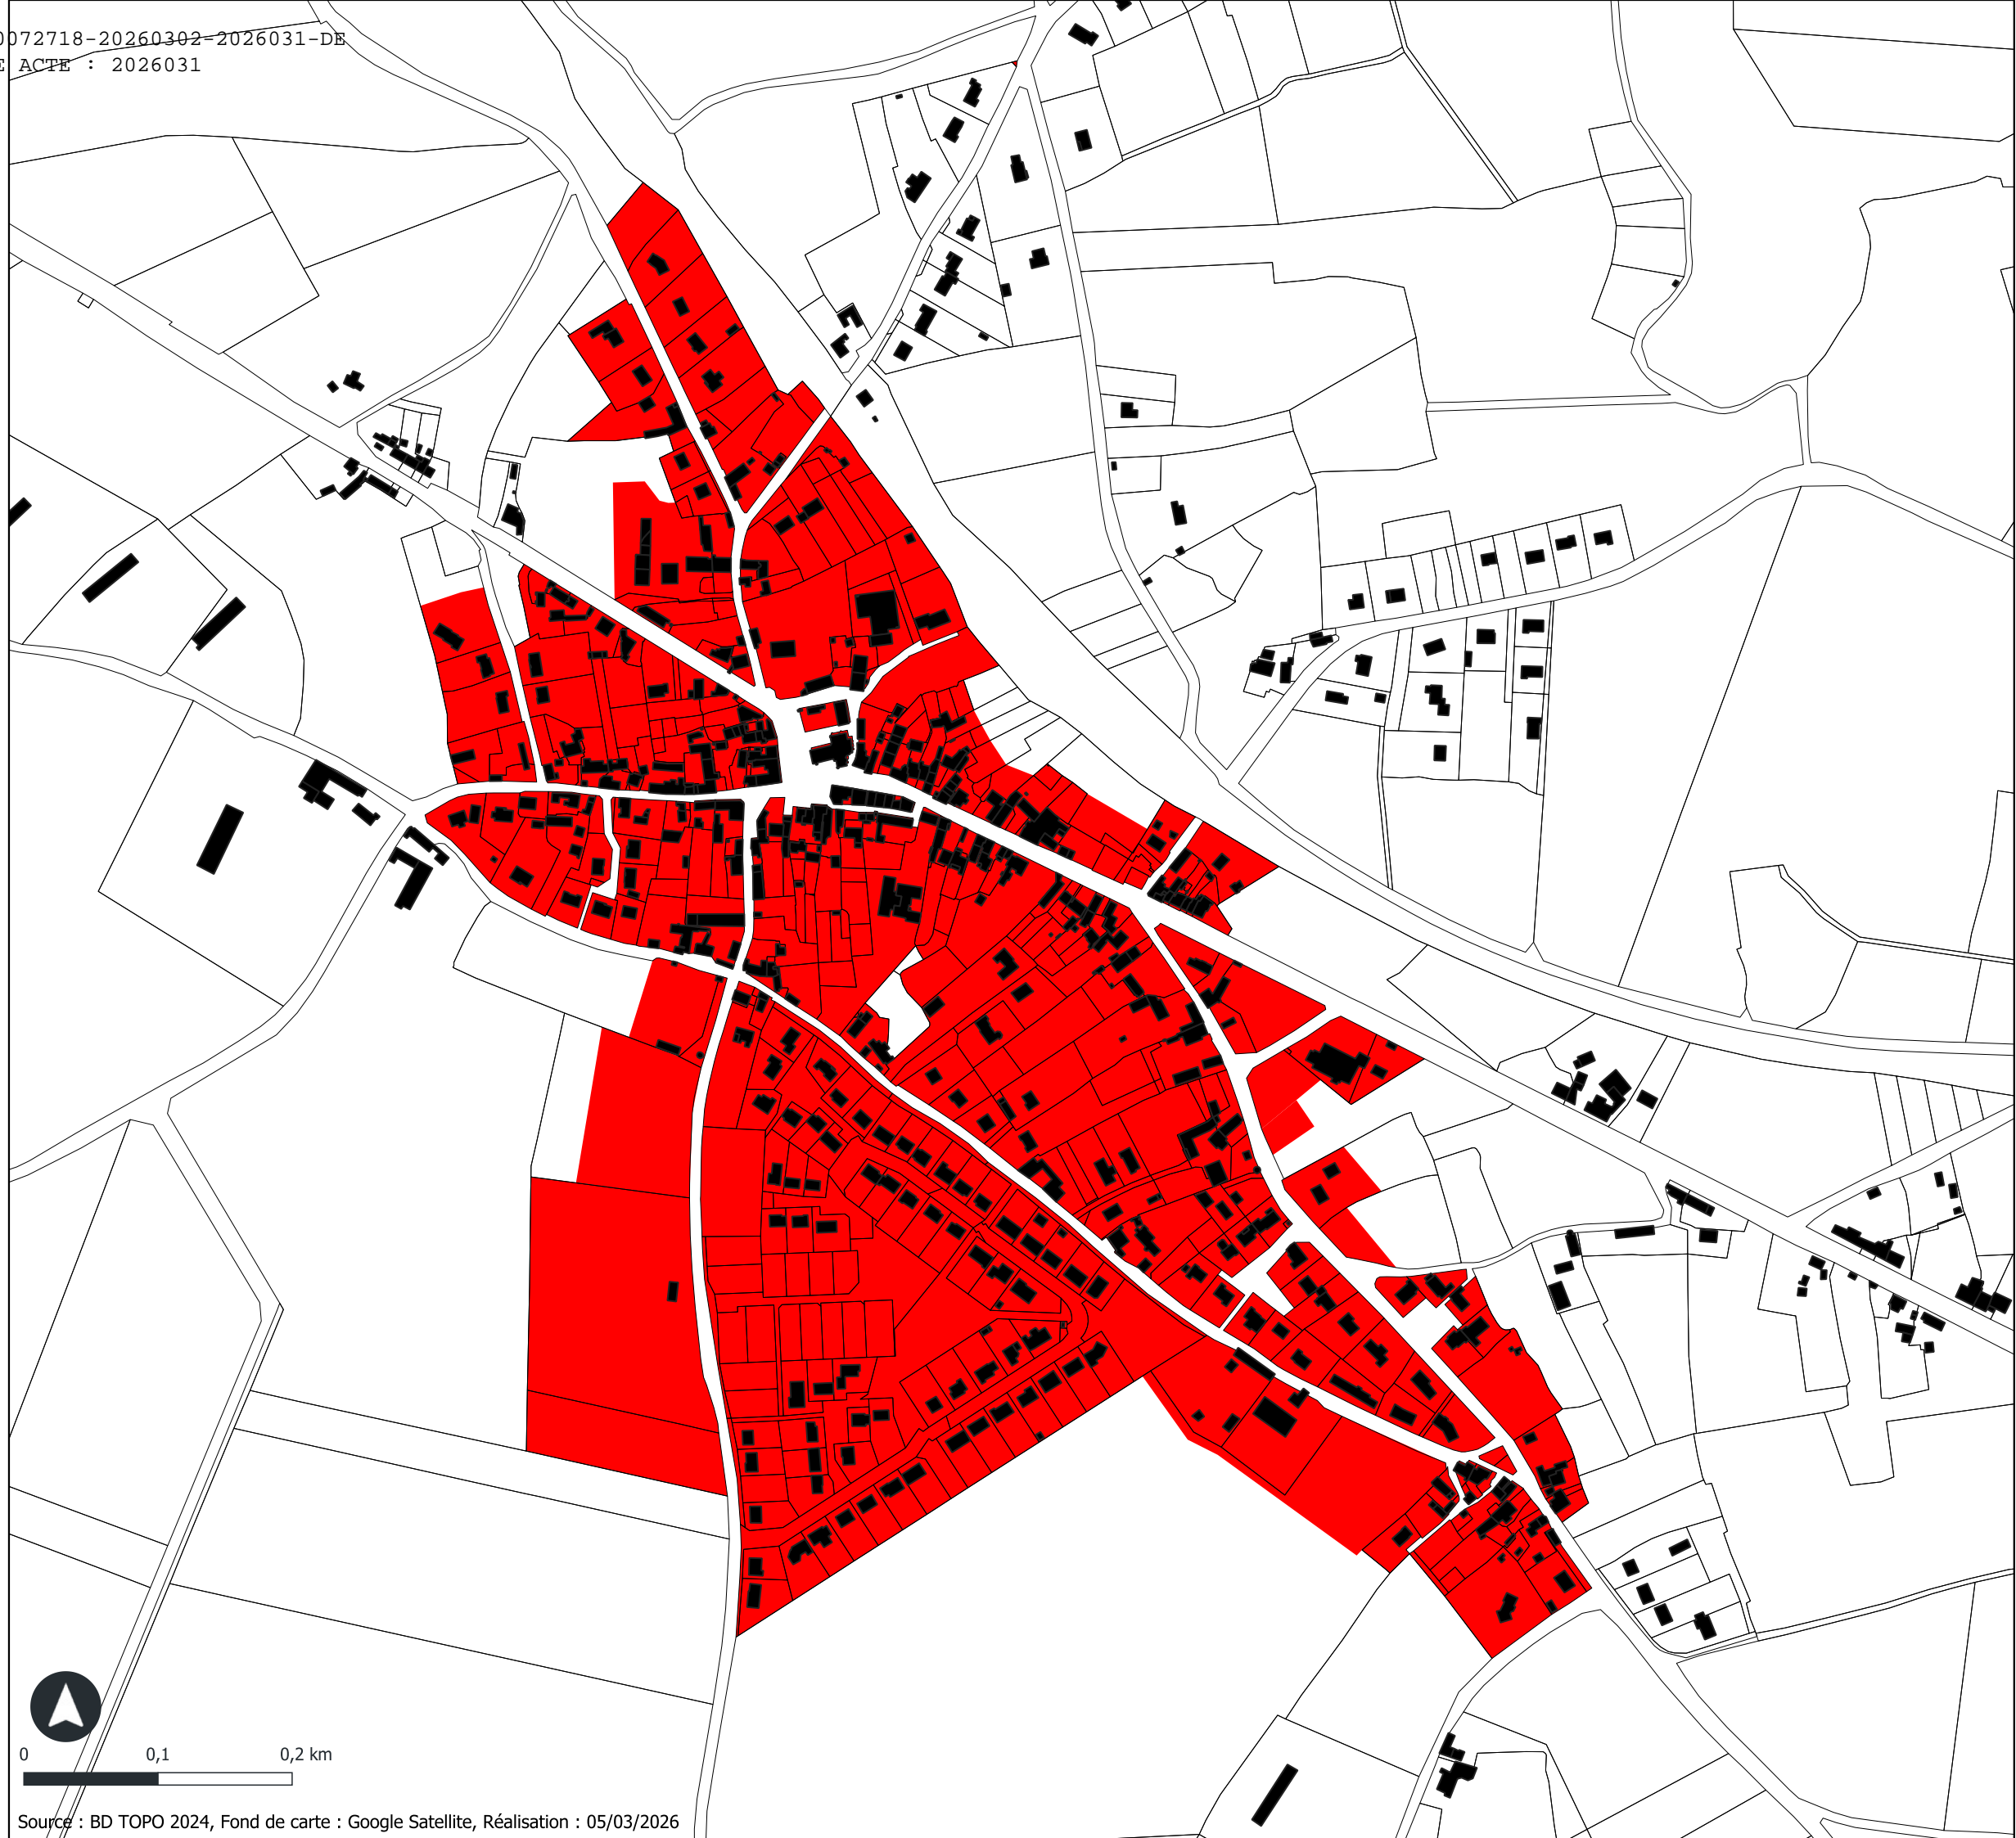 0072718-20260302-2026031-DE
E ACTE : 2026031
0 0,1 0,2 km
Source : BD TOPO 2024, Fond de carte : Google Satellite, Réalisation : 05/03/2026